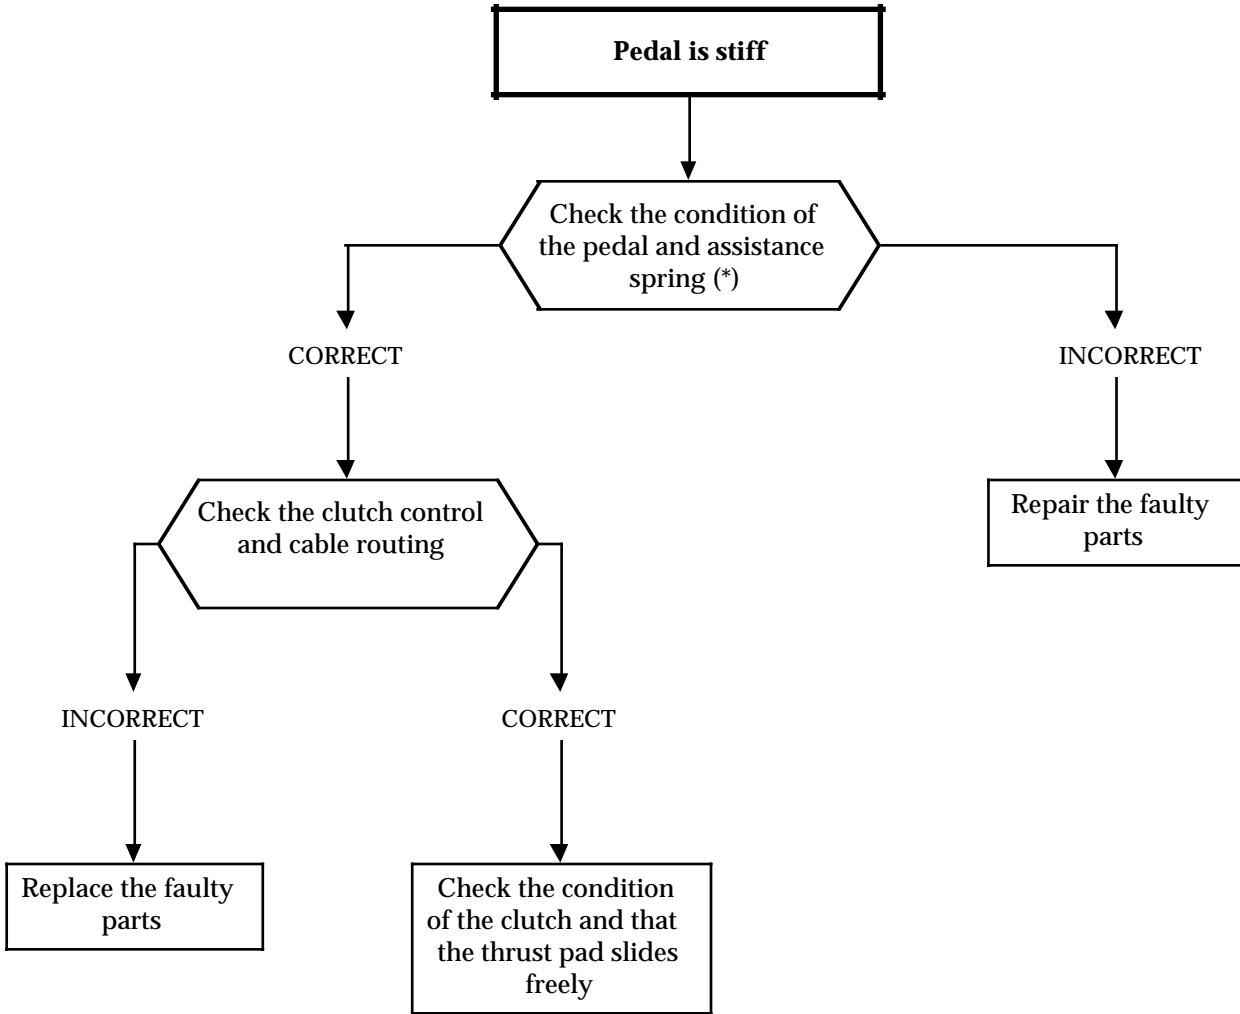 Pedal is stiff
Check the condition of
the pedal and assistance
spring (*)
CORRECT
INCORRECT
Check the clutch control
and cable routing
Repair the faulty
parts
INCORRECT
CORRECT
Replace the faulty
parts
Check the condition
of the clutch and that
the thrust pad slides
freely